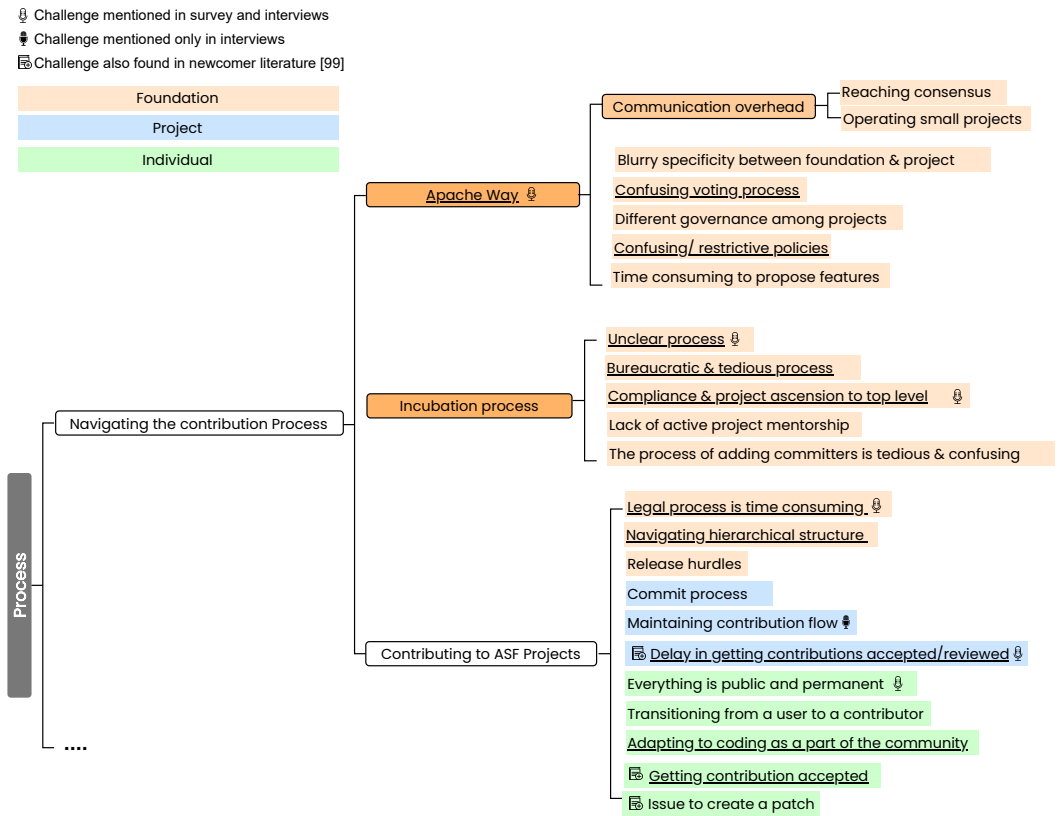 Challenge mentioned in survey and interviews
Challenge mentioned only in interviews
Challenge also found in newcomer literature [99]
Foundation
Project
Individual
Process
Navigating the contribution Process
....
Apache Way
Communication overhead
Reaching consensus
Operating small projects
Blurry specificity between foundation & project
Confusing voting process
Different governance among projects
Confusing/ restrictive policies
Time consuming to propose features
Incubation process
Unclear process
Bureaucratic & tedious process
Compliance & project ascension to top level
Lack of active project mentorship
The process of adding committers is tedious & confusing
Contributing to ASF Projects
Legal process is time consuming
Navigating hierarchical structure
Release hurdles
Commit process
Maintaining contribution flow
Delay in getting contributions accepted/reviewed
Everything is public and permanent
Transitioning from a user to a contributor
Adapting to coding as a part of the community
Getting contribution accepted
Issue to create a patch